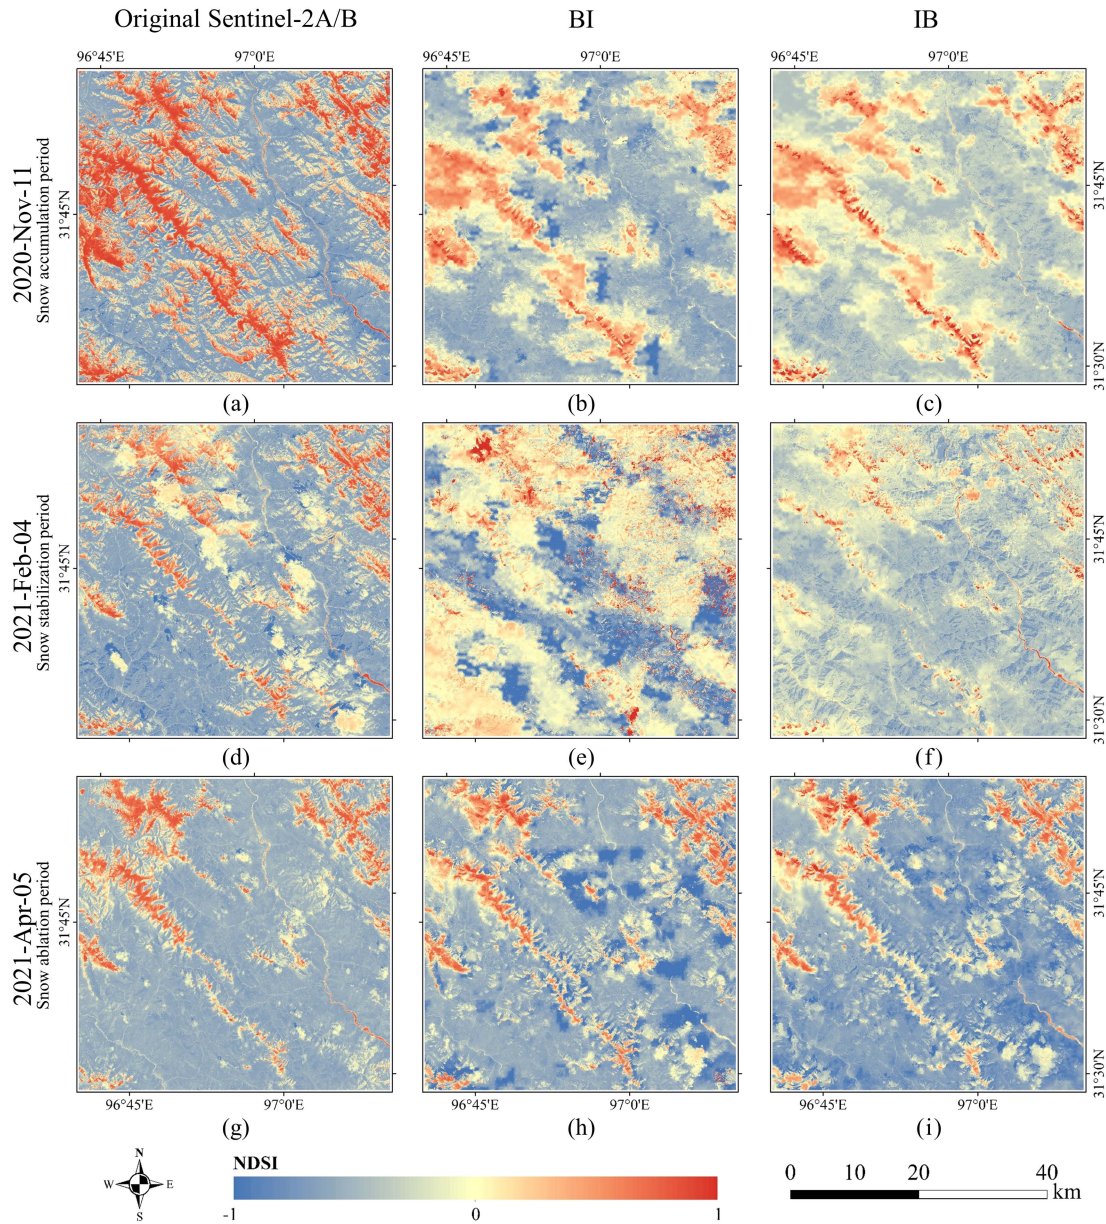 Original Sentinel-2A/B BI IB
96°45'E 97°0'E 96°45'E 97°0'E 96°45'E 97°0'E
2020-Nov-11
Snow accumulation period
31°45'N
31°45'N
31°30'N
(a) (b) (c)
2021-Feb-04
Snow stabilization period
31°45'N
31°45'N
31°30'N
(d) (e) (f)
2021-Apr-05
Snow ablation period
31°45'N
31°45'N
31°30'N
96°45'E 97°0'E 96°45'E 97°0'E 96°45'E 97°0'E
(g) (h) (i)
N
W E
S
NDSI
-1 0 1
0 10 20 40
km